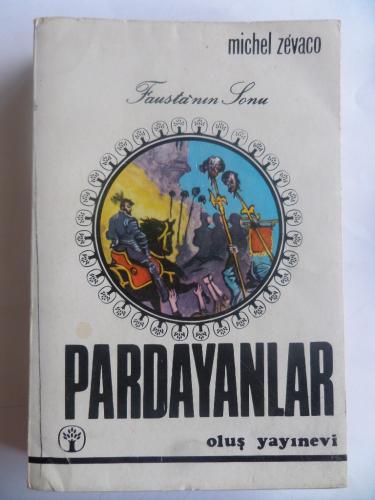 michel zévaco
Fausta'nın Sonu
PARDAYANLAR
oluş yayınevi